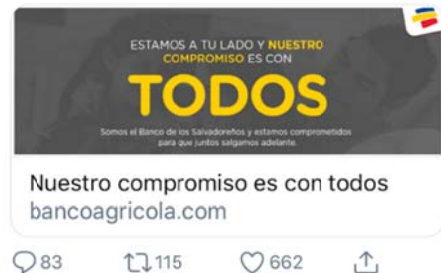 ESTAMOS A TU LADO Y NUESTRO
COMPROMISO ES CON
TODOS
Somos el Banco de los Salvadoreños y estamos comprometidos
para que juntos salgamos adelante.
Nuestro compromiso es con todos
bancoagricola.com
83 115 662